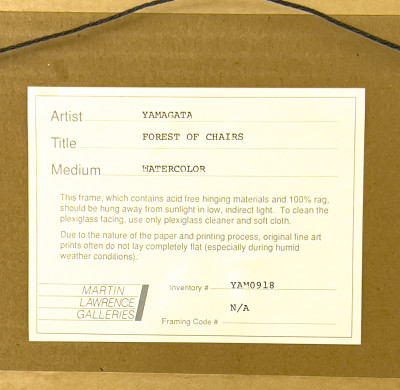 Artist YAMAGATA
Title FOREST OF CHAIRS
Medium WATERCOLOR
This frame, which contains acid free hinging materials and 100% rag,
should be hung away from sunlight in low, indirect light. To clean the
plexiglass facing, use only plexiglass cleaner and soft cloth.
Due to the nature of the paper and printing process, original fine art
prints often do not lay completely flat (especially during humid
weather conditions).
MARTIN
LAWRENCE
GALLERIES
Inventory # YAM0918
N/A
Framing Code #